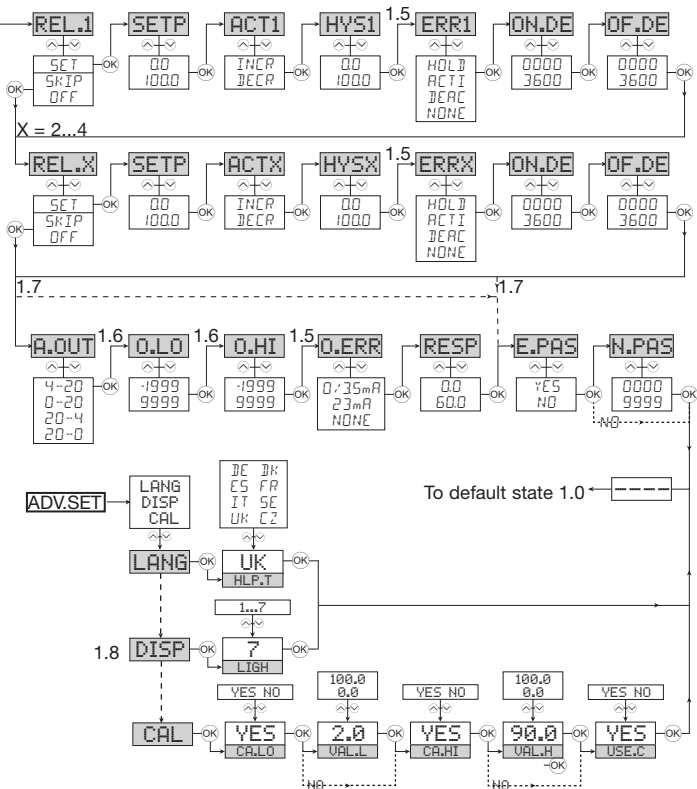 REL.1 SETP ACT1 HYS1 1.5 ERR1 ON.DE OF.DE
SET 0.0 INCR 0.0 HOLD 0000 0000
SKIP 100.0 DECR 100.0 ACTI 3600 3600
OFF DEAC
NONE
OK OK OK OK OK OK OK OK
X = 2...4
REL.X SETP ACTX HYSX 1.5 ERRX ON.DE OF.DE
SET 0.0 INCR 0.0 HOLD 0000 0000
SKIP 100.0 DECR 100.0 ACTI 3600 3600
OFF DEAC
NONE
OK OK OK OK OK OK OK OK
1.7 1.7
A.OUT 1.6 O.LO 1.6 O.HI 1.5 O.ERR RESP E.PAS N.PAS
4-20 -1999 -1999 0/3.5mA 0.0 YES 0000
0-20 9999 9999 23mA 60.0 NO 9999
20-4 NONE
20-0
OK OK OK OK OK OK OK
NO
To default state 1.0 ----
ADV.SET
LANG
DISP
CAL
DE DK
ES FR
IT SE
UK CZ
LANG OK UK OK
HLP.T
1...7
1.8 DISP OK 7 OK
LIGH
YES NO 100.0 YES NO 100.0 YES NO
0.0 0.0
CAL OK YES OK 2.0 OK YES OK 90.0 OK YES OK
CA.LO VAL.L CA.HI VAL.H USE.C
OK
NO NO